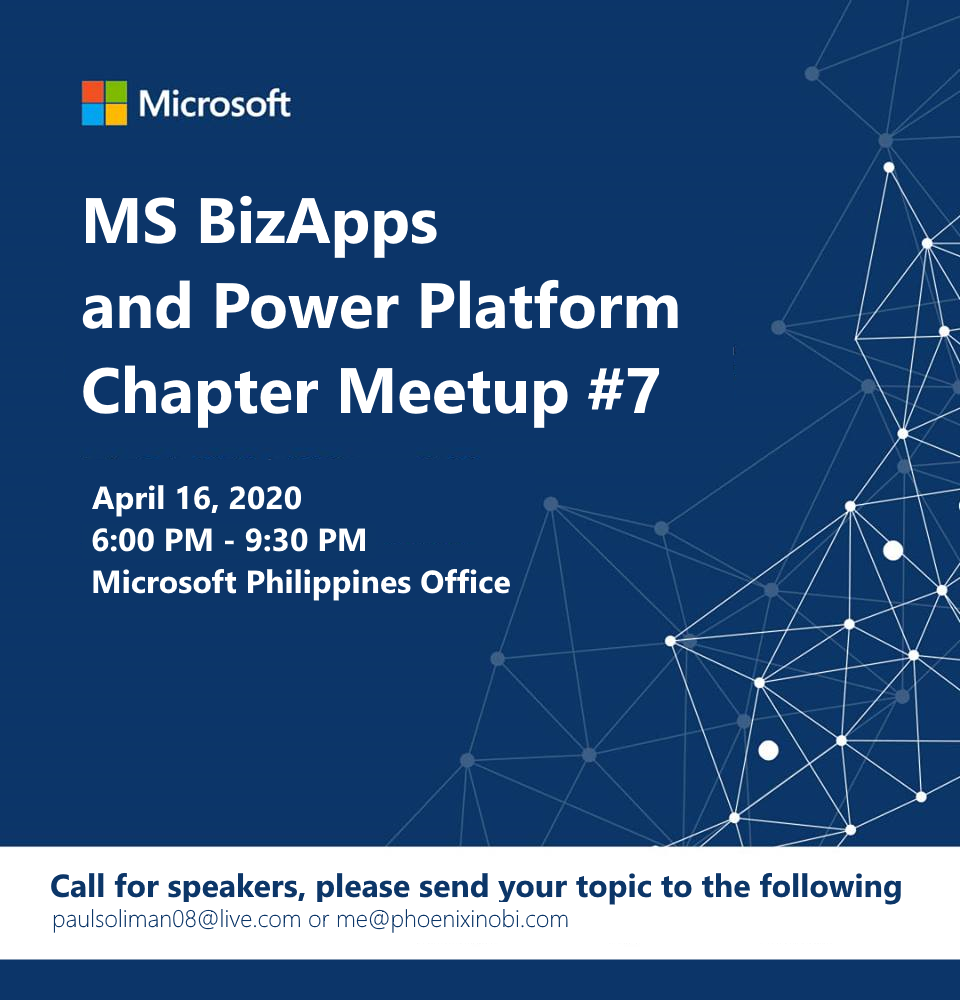 Microsoft
MS BizApps
and Power Platform
Chapter Meetup #7
April 16, 2020
6:00 PM - 9:30 PM
Microsoft Philippines Office
Call for speakers, please send your topic to the following
paulsoliman08@live.com or me@phoenixinobi.com